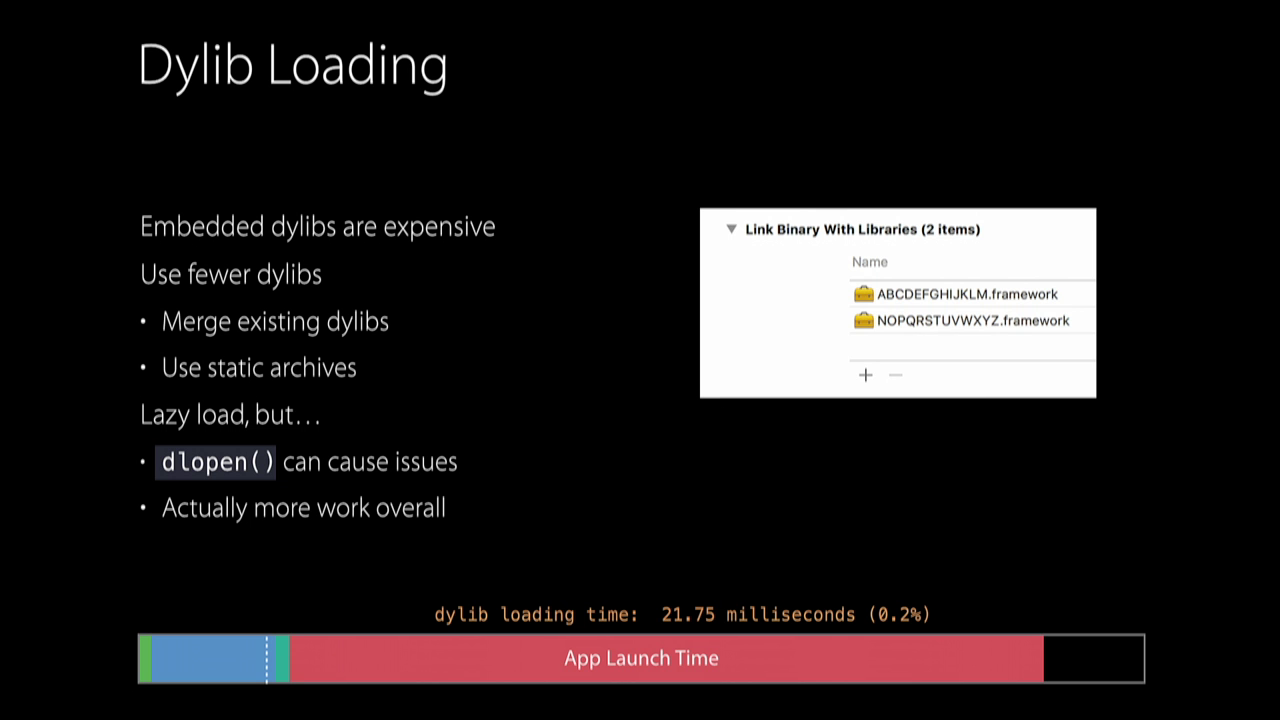 Dylib Loading
Embedded dylibs are expensive
Use fewer dylibs
• Merge existing dylibs
• Use static archives
Lazy load, but…
• dlopen() can cause issues
• Actually more work overall
Link Binary With Libraries (2 items)
Name
ABCDEFGHIJKLM.framework
NOPQRSTUVWXYZ.framework
+ −
dylib loading time: 21.75 milliseconds (0.2%)
App Launch Time